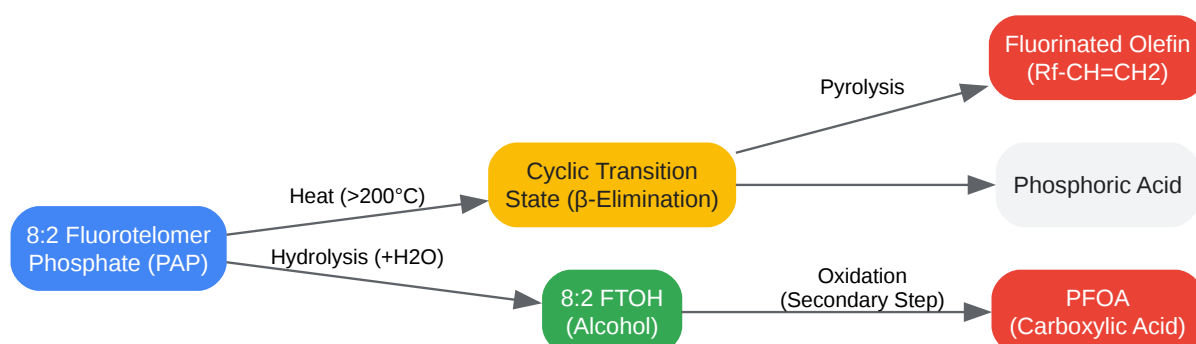 8:2 Fluorotelomer
Phosphate (PAP)
Heat (>200°C)
Hydrolysis (+H2O)
Cyclic Transition
State (β-Elimination)
8:2 FTOH
(Alcohol)
Pyrolysis
Oxidation
(Secondary Step)
Fluorinated Olefin
(Rf-CH=CH2)
Phosphoric Acid
PFOA
(Carboxylic Acid)